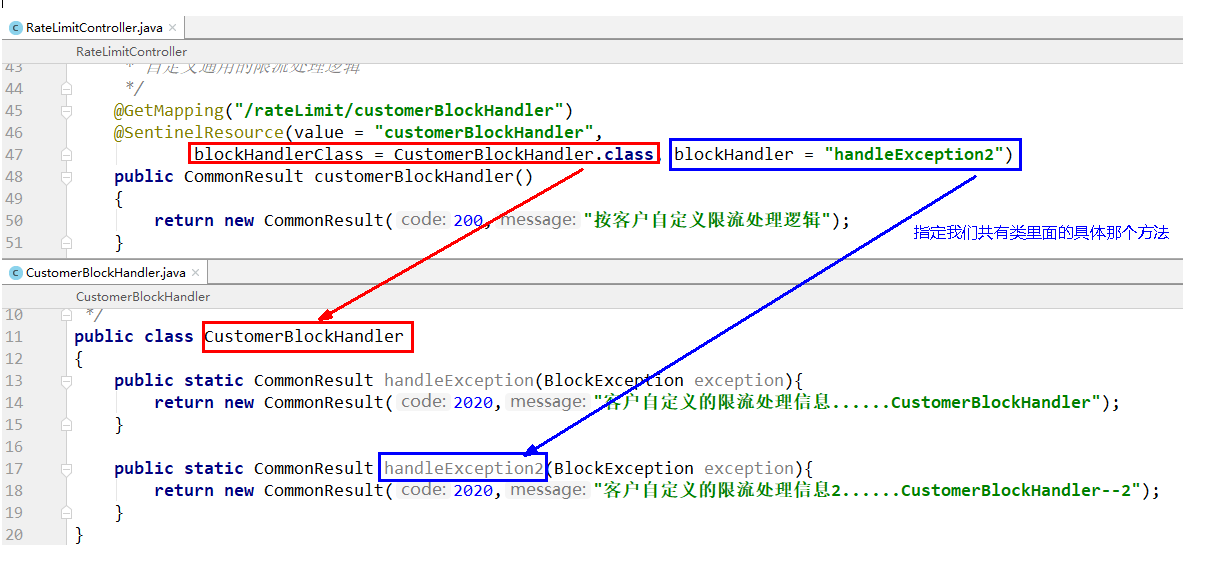 RateLimitController.java ×
RateLimitController
43 * 自定义通用的限流处理逻辑
44 */
45 @GetMapping("/rateLimit/customerBlockHandler")
46 @SentinelResource(value = "customerBlockHandler",
47 blockHandlerClass = CustomerBlockHandler.class, blockHandler = "handleException2")
48 public CommonResult customerBlockHandler()
49 {
50 return new CommonResult( code: 200, message: "按客户自定义限流处理逻辑");
指定我们共有类里面的具体那个方法
51 }
CustomerBlockHandler.java ×
CustomerBlockHandler
10 */
11 public class CustomerBlockHandler
12 {
13 public static CommonResult handleException(BlockException exception){
14 return new CommonResult( code: 2020, message: "客户自定义的限流处理信息......CustomerBlockHandler");
15 }
16
17 public static CommonResult handleException2(BlockException exception){
18 return new CommonResult( code: 2020, message: "客户自定义的限流处理信息2......CustomerBlockHandler--2");
19 }
20 }